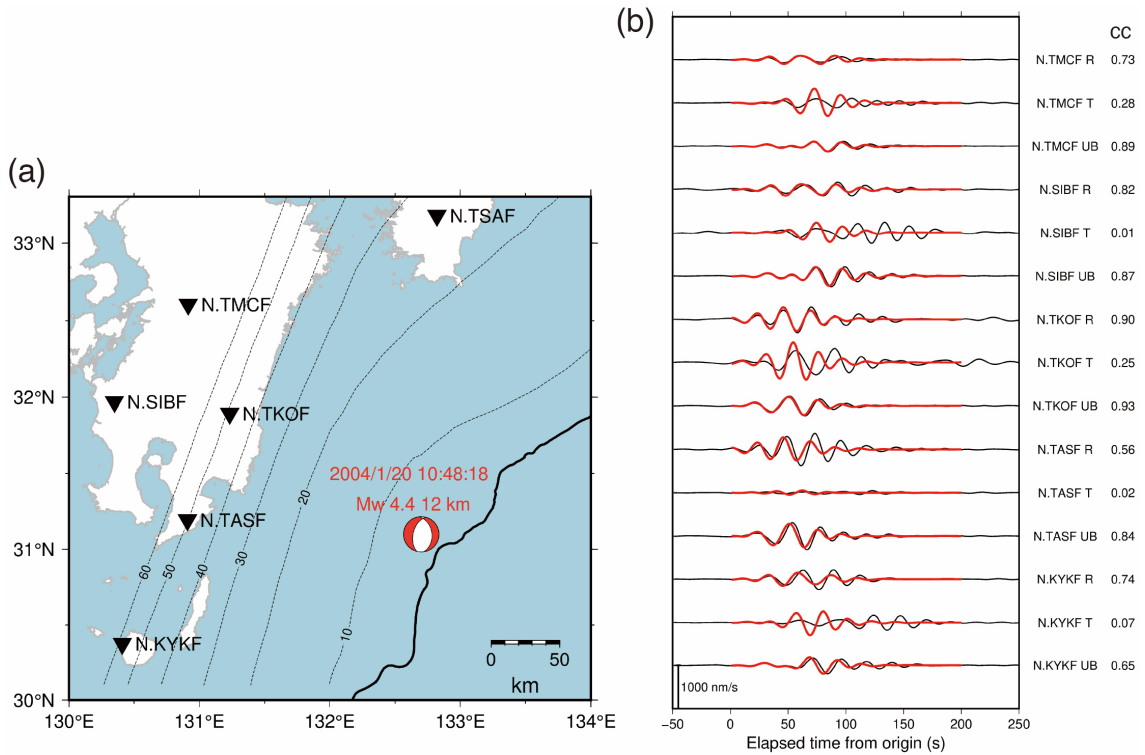 (a)
33°N
32°N
31°N
30°N
130°E
131°E
132°E
133°E
134°E
N.TSAF
N.TMCF
N.SIBF
N.TKOF
N.TASF
N.KYKF
2004/1/20 10:48:18
Mw 4.4 12 km
60
50
40
30
20
10
0 50
km
(b)
CC
N.TMCF R 0.73
N.TMCF T 0.28
N.TMCF UB 0.89
N.SIBF R 0.82
N.SIBF T 0.01
N.SIBF UB 0.87
N.TKOF R 0.90
N.TKOF T 0.25
N.TKOF UB 0.93
N.TASF R 0.56
N.TASF T 0.02
N.TASF UB 0.84
N.KYKF R 0.74
N.KYKF T 0.07
N.KYKF UB 0.65
1000 nm/s
−50 0 50 100 150 200 250
Elapsed time from origin (s)